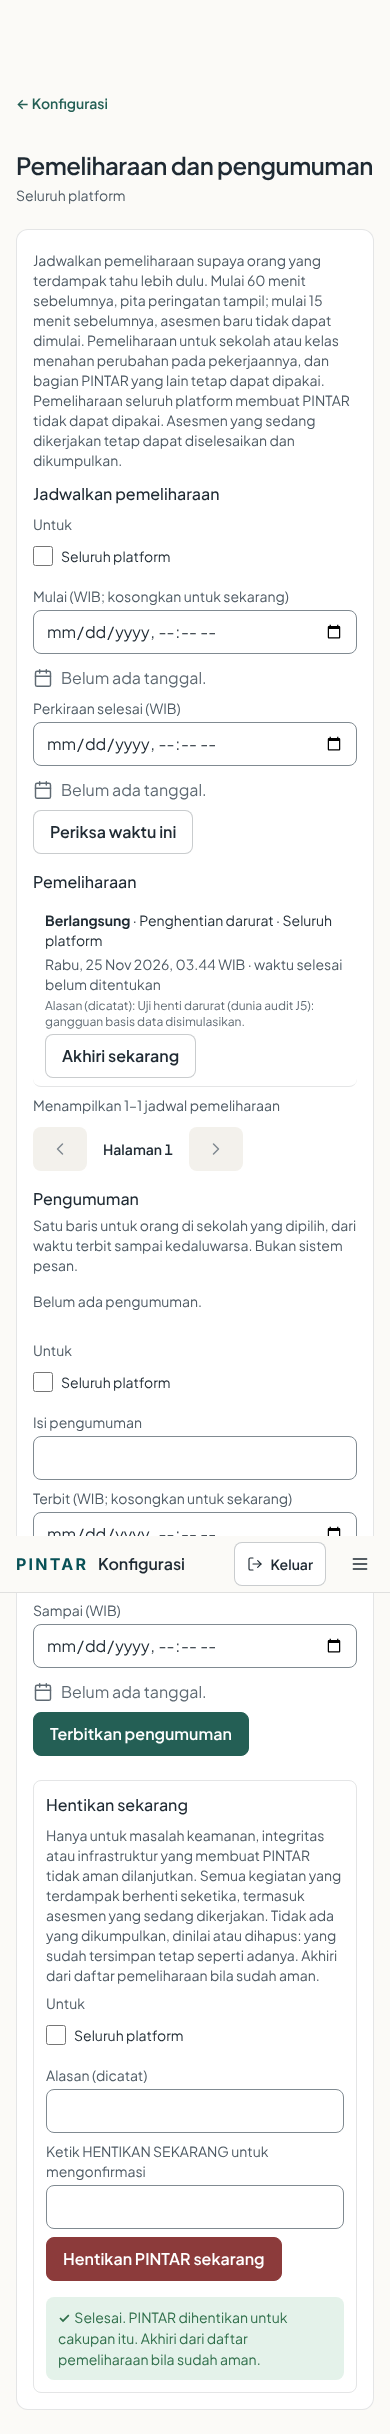 ← Konfigurasi
Pemeliharaan dan pengumuman
Seluruh platform
Jadwalkan pemeliharaan supaya orang yang
terdampak tahu lebih dulu. Mulai 60 menit
sebelumnya, pita peringatan tampil; mulai 15
menit sebelumnya, asesmen baru tidak dapat
dimulai. Pemeliharaan untuk sekolah atau kelas
menahan perubahan pada pekerjaannya, dan
bagian PINTAR yang lain tetap dapat dipakai.
Pemeliharaan seluruh platform membuat PINTAR
tidak dapat dipakai. Asesmen yang sedang
dikerjakan tetap dapat diselesaikan dan
dikumpulkan.
Jadwalkan pemeliharaan
Untuk
Seluruh platform
Mulai (WIB; kosongkan untuk sekarang)
mm/dd/yyyy, --:-- --
Belum ada tanggal.
Perkiraan selesai (WIB)
mm/dd/yyyy, --:-- --
Belum ada tanggal.
Periksa waktu ini
Pemeliharaan
Berlangsung · Penghentian darurat · Seluruh
platform
Rabu, 25 Nov 2026, 03.44 WIB · waktu selesai
belum ditentukan
Alasan (dicatat): Uji henti darurat (dunia audit J5):
gangguan basis data disimulasikan.
Akhiri sekarang
Menampilkan 1–1 jadwal pemeliharaan
Halaman 1
Pengumuman
Satu baris untuk orang di sekolah yang dipilih, dari
waktu terbit sampai kedaluwarsa. Bukan sistem
pesan.
Belum ada pengumuman.
Untuk
Seluruh platform
Isi pengumuman
Terbit (WIB; kosongkan untuk sekarang)
mm/dd/yyyy, --:-- --
PINTAR Konfigurasi Keluar
Sampai (WIB)
mm/dd/yyyy, --:-- --
Belum ada tanggal.
Terbitkan pengumuman
Hentikan sekarang
Hanya untuk masalah keamanan, integritas
atau infrastruktur yang membuat PINTAR
tidak aman dilanjutkan. Semua kegiatan yang
terdampak berhenti seketika, termasuk
asesmen yang sedang dikerjakan. Tidak ada
yang dikumpulkan, dinilai atau dihapus: yang
sudah tersimpan tetap seperti adanya. Akhiri
dari daftar pemeliharaan bila sudah aman.
Untuk
Seluruh platform
Alasan (dicatat)
Ketik HENTIKAN SEKARANG untuk
mengonfirmasi
Hentikan PINTAR sekarang
✓ Selesai. PINTAR dihentikan untuk
cakupan itu. Akhiri dari daftar
pemeliharaan bila sudah aman.